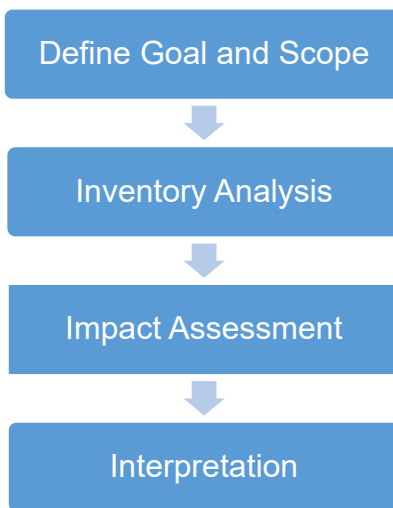 Define Goal and Scope
Inventory Analysis
Impact Assessment
Interpretation